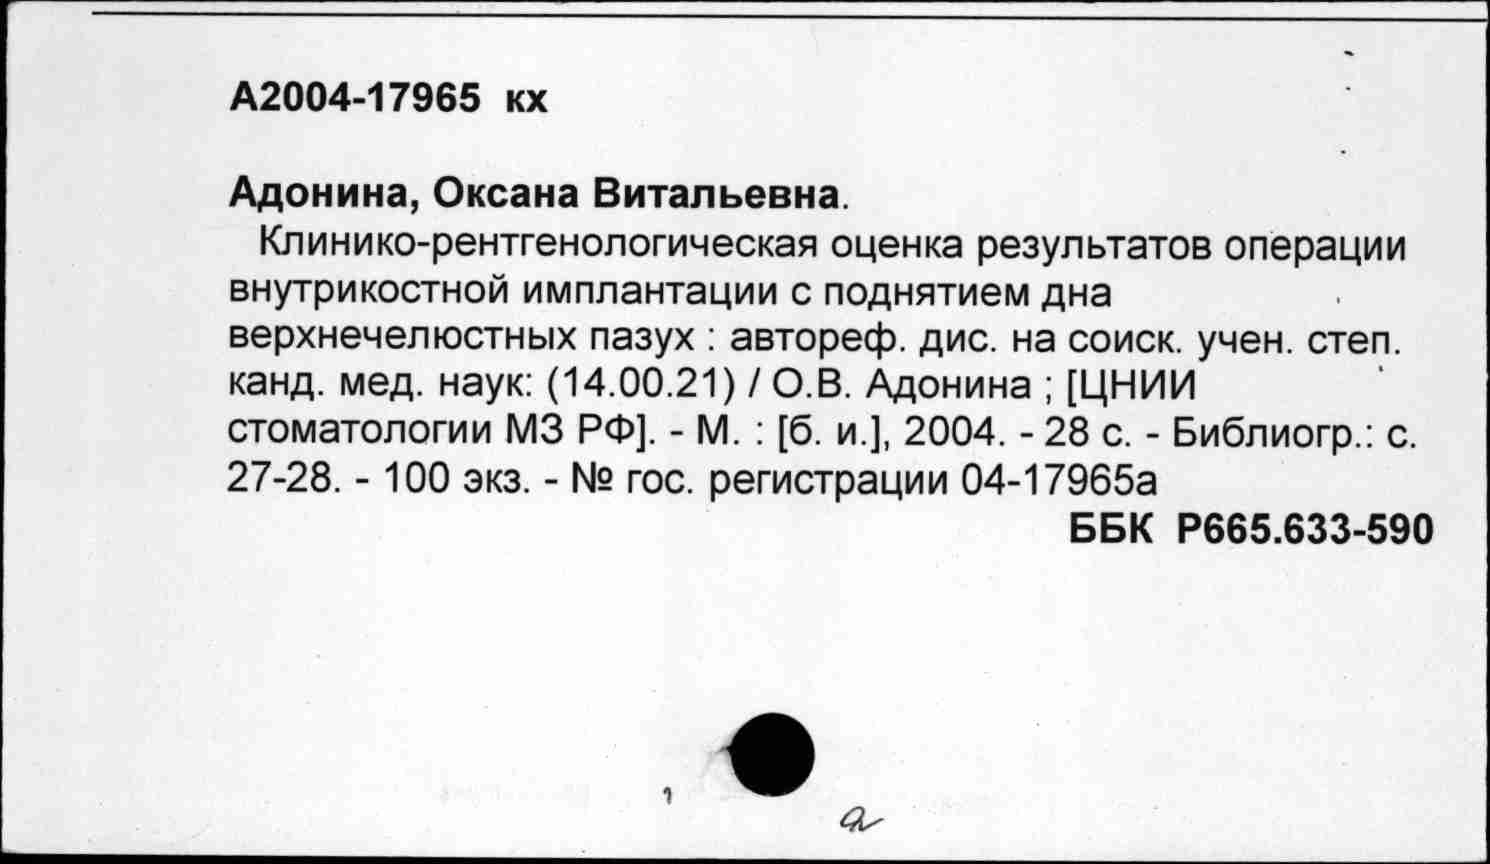 А2004-17965 кх
Адонина, Оксана Витальевна.
Клинико-рентгенологическая оценка результатов операции
внутрикостной имплантации с поднятием дна
верхнечелюстных пазух : автореф. дис. на соиск. учен. степ.
канд. мед. наук: (14.00.21) / О.В. Адонина ; [ЦНИИ
стоматологии МЗ РФ]. - М. : [б. и.], 2004. - 28 с. - Библиогр.: с.
27-28. - 100 экз. - № гос. регистрации 04-17965а
ББК Р665.633-590